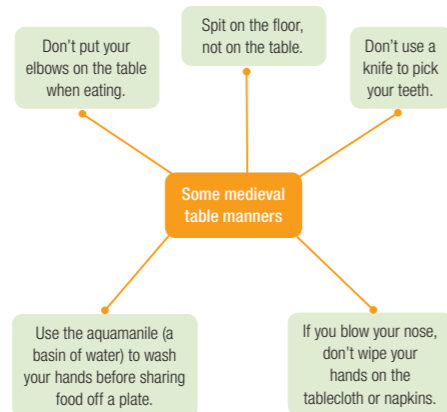 Don't put your
elbows on the table
when eating.
Spit on the floor,
not on the table.
Don't use a
knife to pick
your teeth.
Some medieval
table manners
Use the aquamanile (a
basin of water) to wash
your hands before sharing
food off a plate.
If you blow your nose,
don't wipe your
hands on the
tablecloth or napkins.